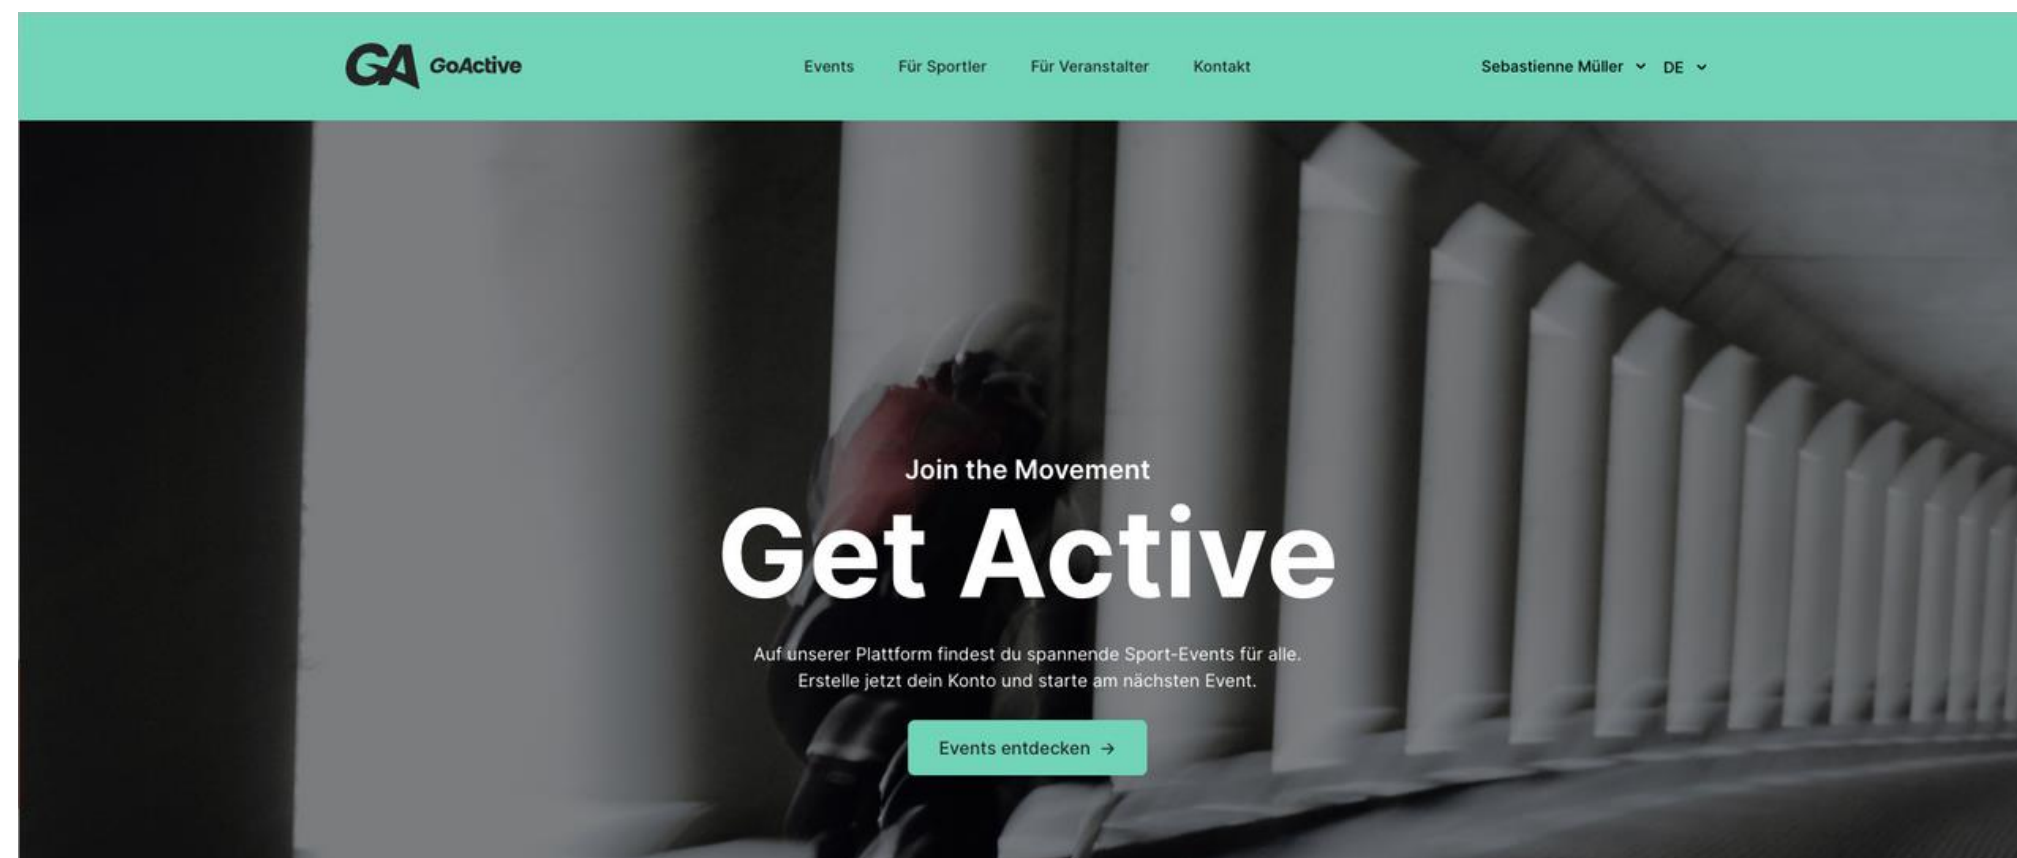 GA GoActive
Events Für Sportler Für Veranstalter Kontakt
Sebastienne Müller DE
Join the Movement
Get Active
Auf unserer Plattform findest du spannende Sport-Events für alle.
Erstelle jetzt dein Konto und starte am nächsten Event.
Events entdecken →